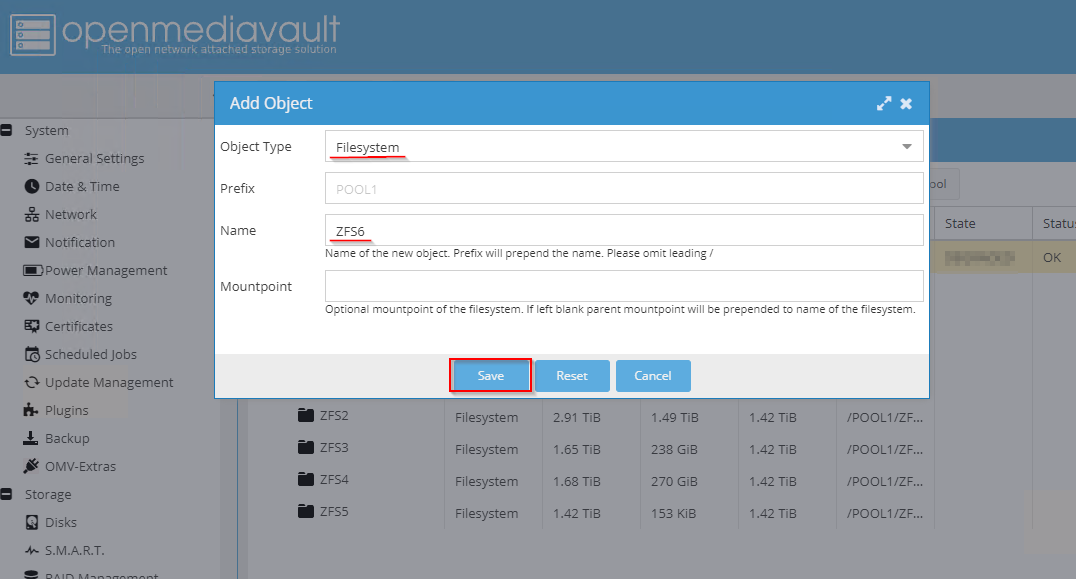 openmediavault
The open network attached storage solution
Add Object
System
Object Type Filesystem
General Settings
Prefix POOL1
Date & Time
ool
Network
Name ZFS6
State Statu
Notification
Name of the new object. Prefix will prepend the name. Please omit leading /
OK
Power Management
Mountpoint
Monitoring
Optional mountpoint of the filesystem. If left blank parent mountpoint will be prepended to name of the filesystem.
Certificates
Scheduled Jobs
Save Reset Cancel
Update Management
Plugins
ZFS2 Filesystem 2.91 TiB 1.49 TiB 1.42 TiB /POOL1/ZF...
Backup
ZFS3 Filesystem 1.65 TiB 238 GiB 1.42 TiB /POOL1/ZF...
OMV-Extras
ZFS4 Filesystem 1.68 TiB 270 GiB 1.42 TiB /POOL1/ZF...
Storage
ZFS5 Filesystem 1.42 TiB 153 KiB 1.42 TiB /POOL1/ZF...
Disks
S.M.A.R.T.
RAID Management